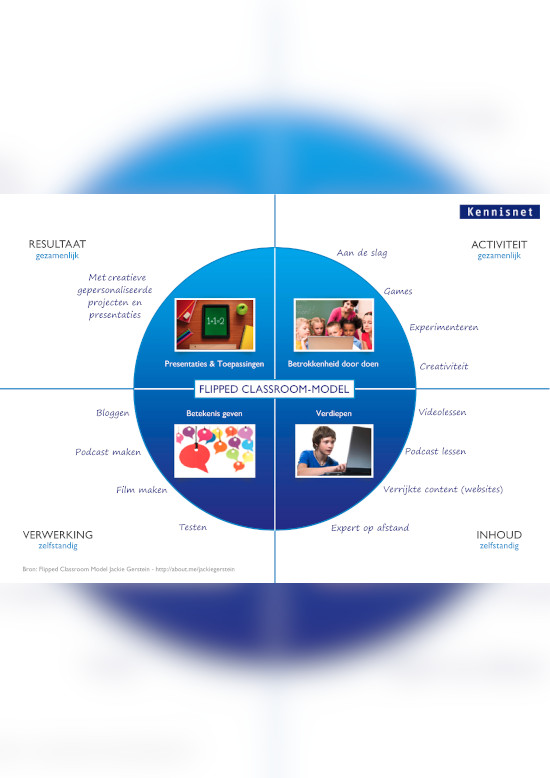 Kennisnet
RESULTAAT
gezamenlijk
ACTIVITEIT
gezamenlijk
Met creatieve
gepersonaliseerde
projecten en
presentaties
Aan de slag
Games
Experimenteren
Creativiteit
1+1=2
Presentaties & Toepassingen
Betrokkenheid door doen
FLIPPED CLASSROOM-MODEL
Betekenis geven
Verdiepen
Bloggen
Podcast maken
Film maken
Testen
Videolessen
Podcast lessen
Verrijkte content (websites)
Expert op afstand
VERWERKING
zelfstandig
INHOUD
zelfstandig
Bron: Flipped Classroom Model Jackie Gerstein - http://about.me/jackiegerstein